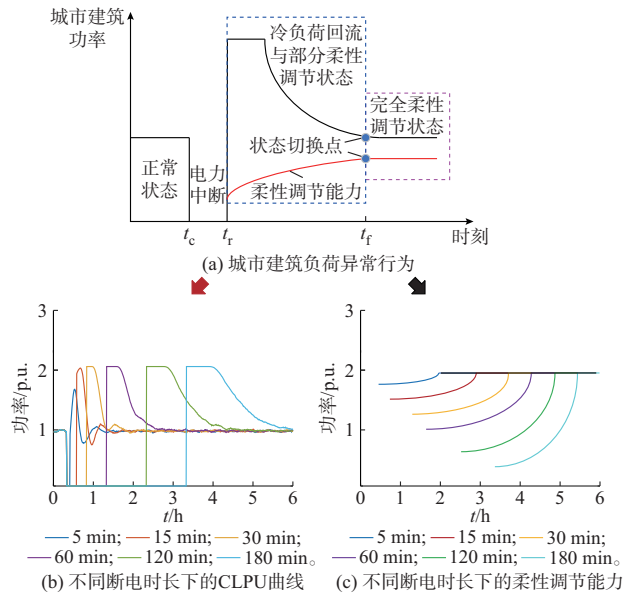 城市建筑
功率
冷负荷回流
与部分柔性
调节状态
完全柔性
调节状态
状态切换点
正常
状态
电力
中断
柔性调节能力
t_c
t_r
t_f
时刻
(a) 城市建筑负荷异常行为
3
2
1
功率/p.u.
0 1 2 3 4 5 6
t/h
5 min; 15 min; 30 min;
60 min; 120 min; 180 min。
(b) 不同断电时长下的CLPU曲线
3
2
1
功率/p.u.
0 1 2 3 4 5 6
t/h
5 min; 15 min; 30 min;
60 min; 120 min; 180 min。
(c) 不同断电时长下的柔性调节能力